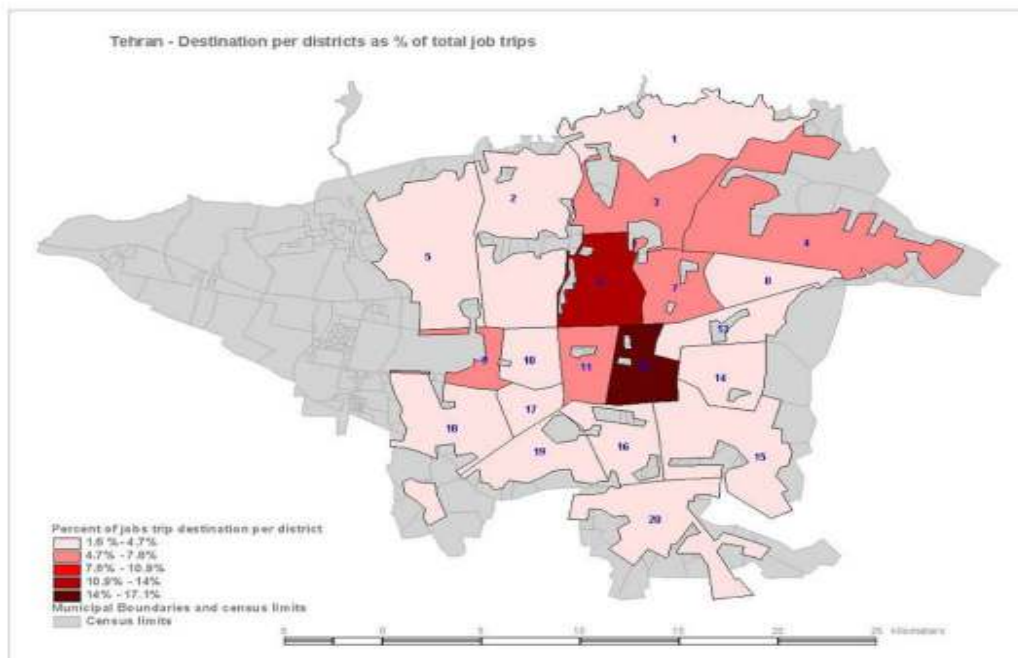 Tehran - Destination per districts as % of total job trips
1
2
3
4
5
7
8
9
10
11
13
14
15
16
17
18
19
20
Percent of jobs trip destination per district
1.6 % - 4.7%
4.7% - 7.8%
7.8% - 10.9%
10.9% - 14%
14% - 17.1%
Municipal Boundaries and census limits
Census limits
5 0 5 10 15 20 25 kilometers